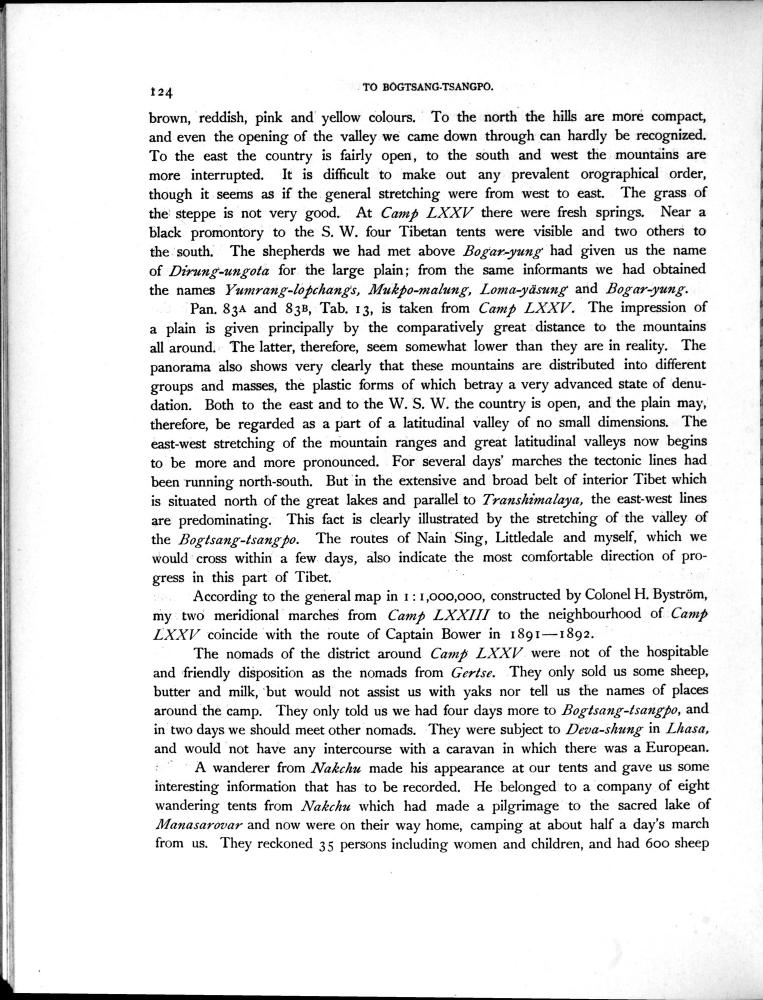 124
TO BOGTSANG-TSANGPO.
brown, reddish, pink and yellow colours. To the north the hills are more compact,
and even the opening of the valley we came down through can hardly be recognized.
To the east the country is fairly open, to the south and west the mountains are
more interrupted. It is difficult to make out any prevalent orographical order,
though it seems as if the general stretching were from west to east. The grass of
the steppe is not very good. At Camp LXXV there were fresh springs. Near a
black promontory to the S. W. four Tibetan tents were visible and two others to
the south. The shepherds we had met above Bogar-yung had given us the name
of Dirung-ungota for the large plain; from the same informants we had obtained
the names Yumrang-lopchangs, Mukpo-malung, Loma-yäsung and Bogar-yung.
Pan. 83A and 83B, Tab. 13, is taken from Camp LXXV. The impression of
a plain is given principally by the comparatively great distance to the mountains
all around. The latter, therefore, seem somewhat lower than they are in reality. The
panorama also shows very clearly that these mountains are distributed into different
groups and masses, the plastic forms of which betray a very advanced state of denu-
dation. Both to the east and to the W. S. W. the country is open, and the plain may,
therefore, be regarded as a part of a latitudinal valley of no small dimensions. The
east-west stretching of the mountain ranges and great latitudinal valleys now begins
to be more and more pronounced. For several days' marches the tectonic lines had
been running north-south. But in the extensive and broad belt of interior Tibet which
is situated north of the great lakes and parallel to Transhimalaya, the east-west lines
are predominating. This fact is clearly illustrated by the stretching of the valley of
the Bogtsang-tsangpo. The routes of Nain Sing, Littledale and myself, which we
would cross within a few days, also indicate the most comfortable direction of pro-
gress in this part of Tibet.
According to the general map in 1:1,000,000, constructed by Colonel H. Byström,
my two meridional marches from Camp LXXIII to the neighbourhood of Camp
LXXV coincide with the route of Captain Bower in 1891—1892.
The nomads of the district around Camp LXXV were not of the hospitable
and friendly disposition as the nomads from Gertse. They only sold us some sheep,
butter and milk, but would not assist us with yaks nor tell us the names of places
around the camp. They only told us we had four days more to Bogtsang-tsangpo, and
in two days we should meet other nomads. They were subject to Deva-shung in Lhasa,
and would not have any intercourse with a caravan in which there was a European.
A wanderer from Nakchu made his appearance at our tents and gave us some
interesting information that has to be recorded. He belonged to a company of eight
wandering tents from Nakchu which had made a pilgrimage to the sacred lake of
Manasarovar and now were on their way home, camping at about half a day's march
from us. They reckoned 35 persons including women and children, and had 600 sheep